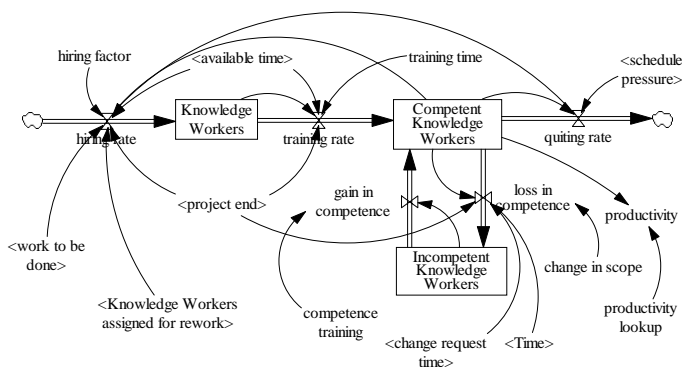 hiring factor
<available time>
training time
<schedule
pressure>
Knowledge
Workers
Competent
Knowledge
Workers
hiring rate
training rate
quiting rate
<project end>
gain in
competence
loss in
competence
productivity
<work to be
done>
Incompetent
Knowledge
Workers
change in scope
<Knowledge Workers
assigned for rework>
competence
training
<change request
time>
<Time>
productivity
lookup